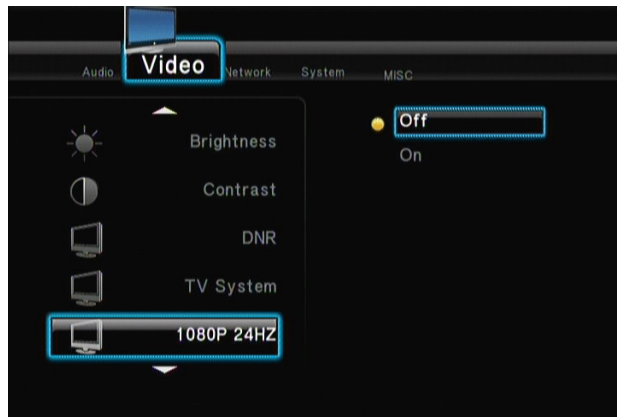 Audio Video Network System MISC
Brightness
Contrast
DNR
TV System
1080P 24HZ
Off
On